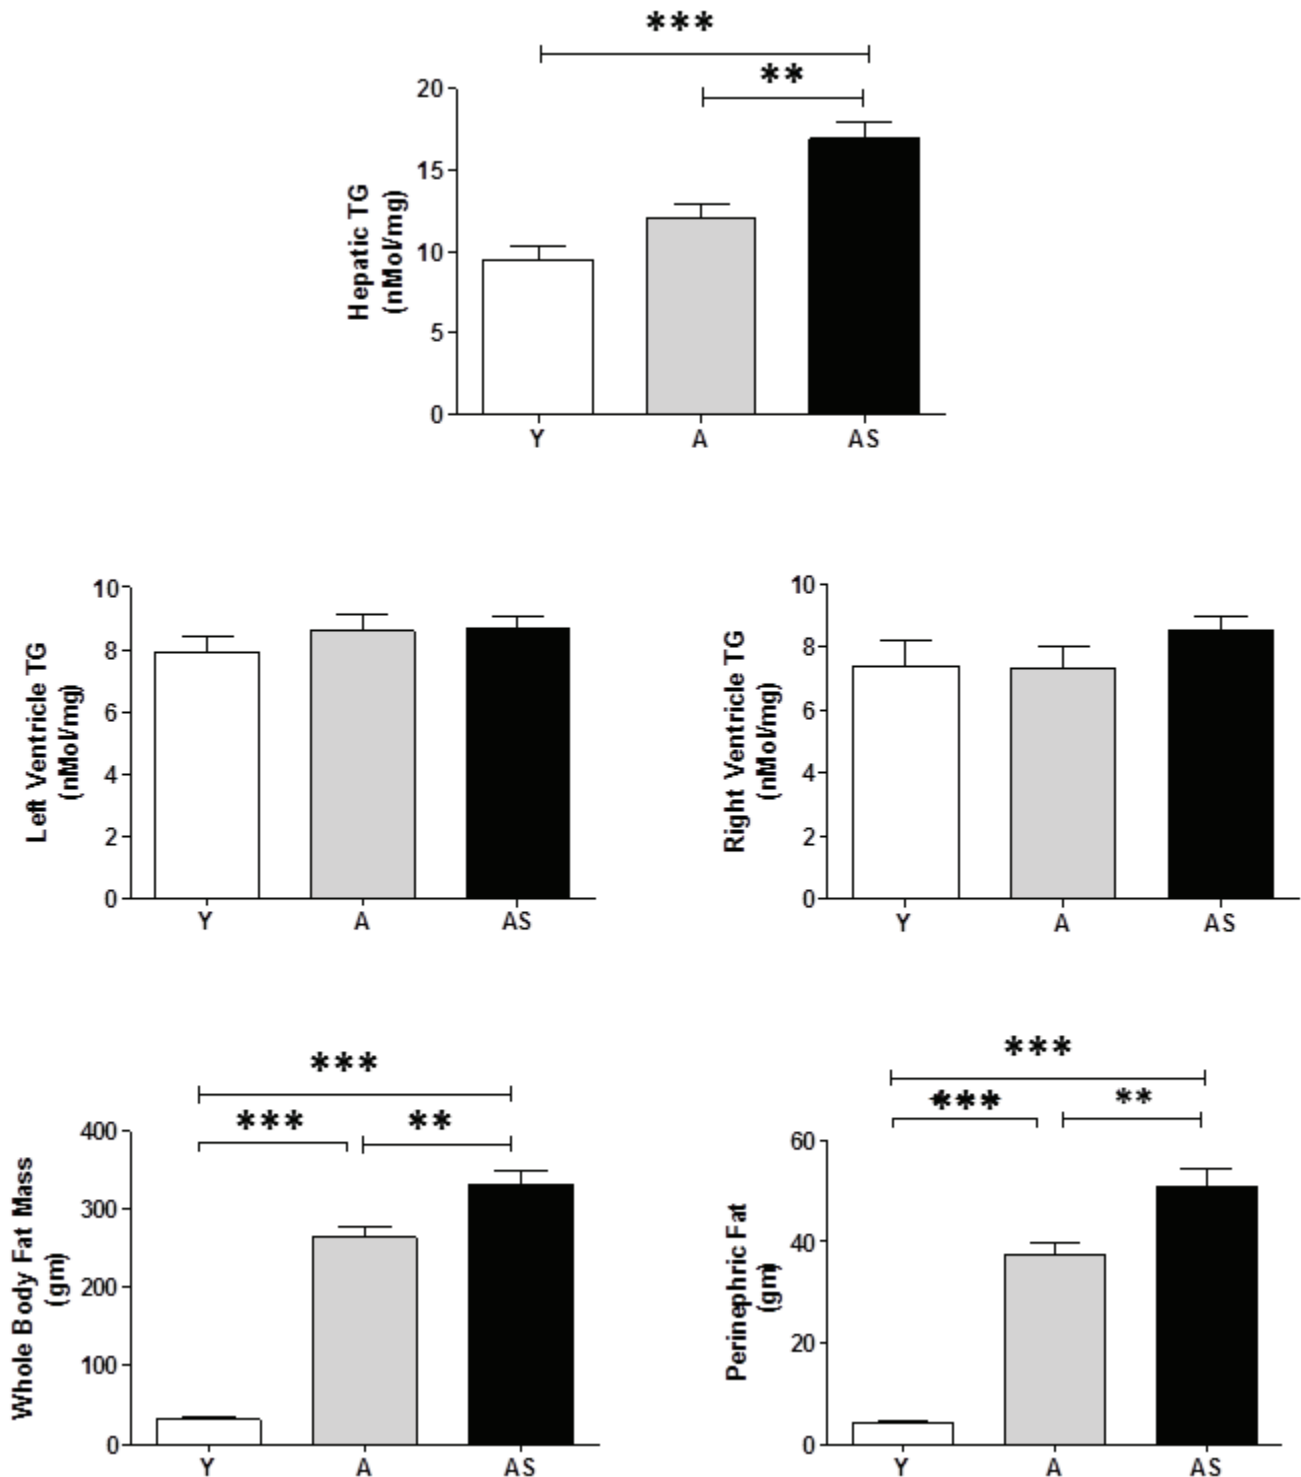 ***
**
20
15
10
5
0
Hepatic TG
(nMol/mg)
Y A AS
10
8
6
4
2
0
Left Ventricle TG
(nMol/mg)
Y A AS
10
8
6
4
2
0
Right Ventricle TG
(nMol/mg)
Y A AS
***
*** **
400
300
200
100
0
Whole Body Fat Mass
(gm)
Y A AS
***
*** **
60
40
20
0
Perinephric Fat
(gm)
Y A AS